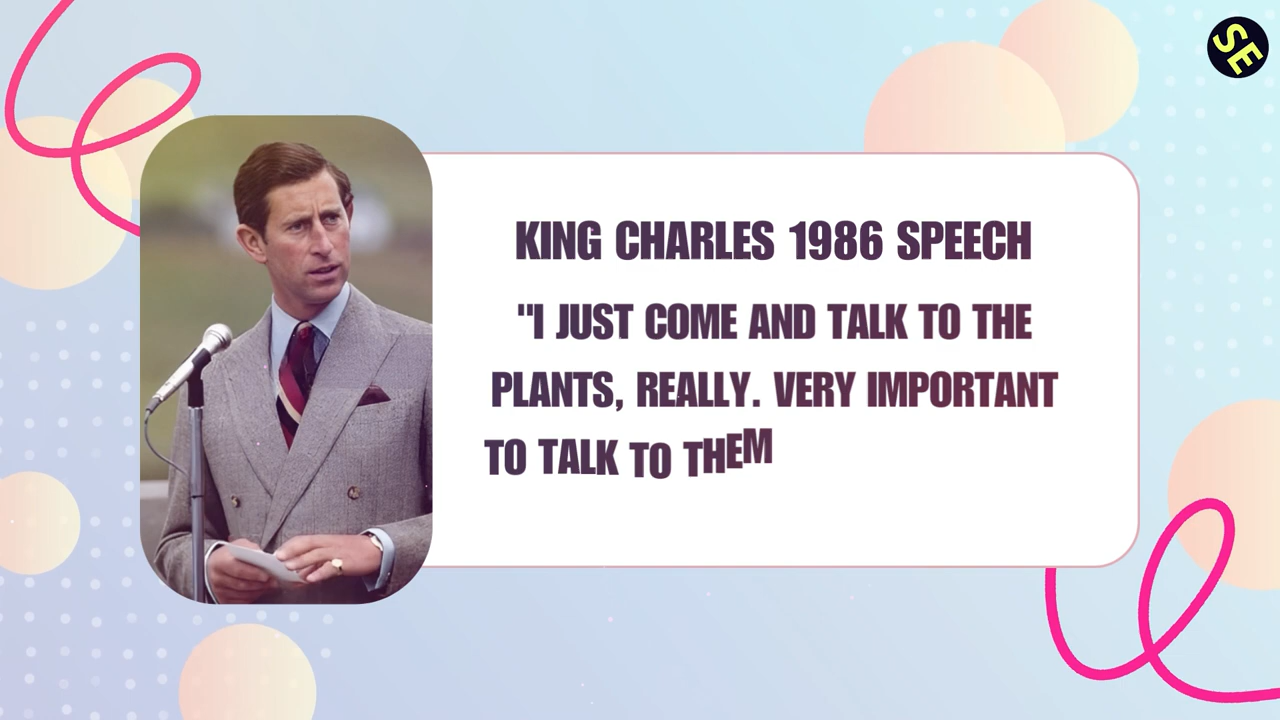 SE
KING CHARLES 1986 SPEECH
"I JUST COME AND TALK TO THE
PLANTS, REALLY. VERY IMPORTANT
TO TALK TO THEM